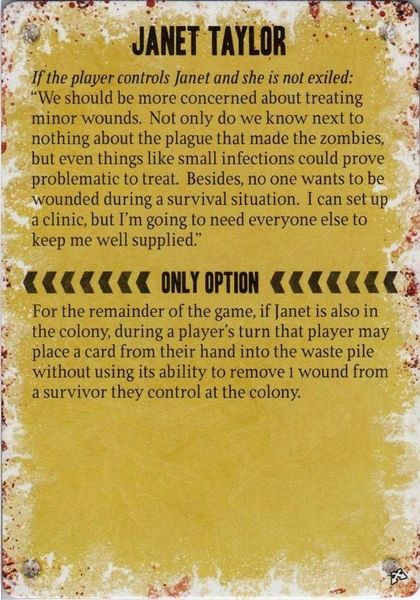 JANET TAYLOR
If the player controls Janet and she is not exiled:
“We should be more concerned about treating
minor wounds. Not only do we know next to
nothing about the plague that made the zombies,
but even things like small infections could prove
problematic to treat. Besides, no one wants to be
wounded during a survival situation. I can set up
a clinic, but I’m going to need everyone else to
keep me well supplied.”
ONLY OPTION
For the remainder of the game, if Janet is also in
the colony, during a player’s turn that player may
place a card from their hand into the waste pile
without using its ability to remove 1 wound from
a survivor they control at the colony.